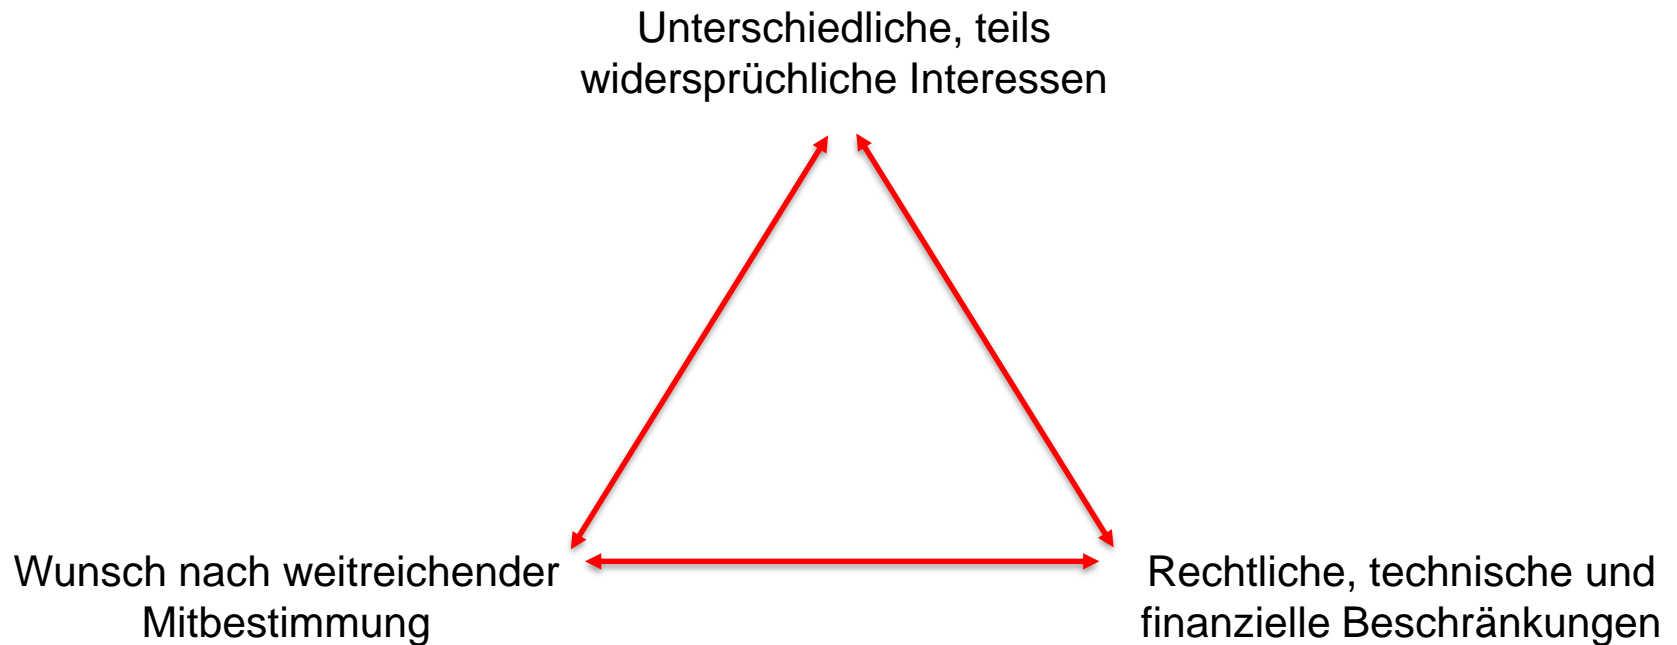 Unterschiedliche, teils
widersprüchliche Interessen
Wunsch nach weitreichender
Mitbestimmung
Rechtliche, technische und
finanzielle Beschränkungen